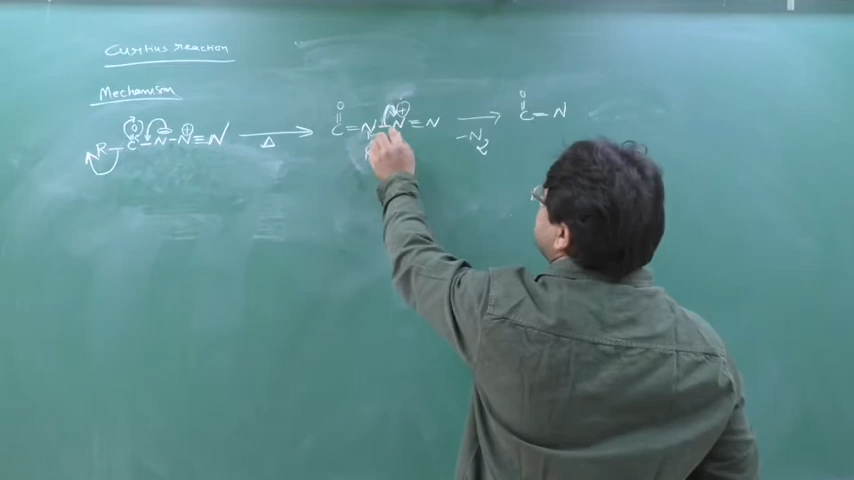 Curtius reaction
Mechanism
O O O
R - C - N - N ≡ N ⊕ Δ C = N - N ≡ N ⊕ - N2 C = N
R